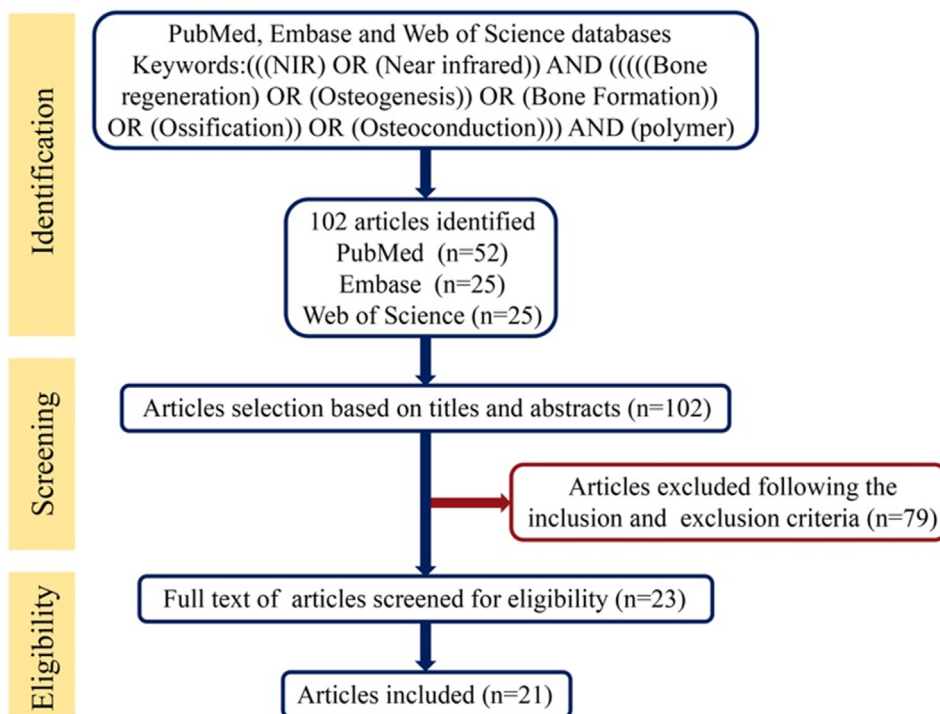 Identification
PubMed, Embase and Web of Science databases
Keywords:(((NIR) OR (Near infrared)) AND (((((Bone
regeneration) OR (Osteogenesis)) OR (Bone Formation))
OR (Ossification)) OR (Osteoconduction))) AND (polymer)
102 articles identified
PubMed (n=52)
Embase (n=25)
Web of Science (n=25)
Screening
Articles selection based on titles and abstracts (n=102)
Articles excluded following the
inclusion and exclusion criteria (n=79)
Eligibility
Full text of articles screened for eligibility (n=23)
Articles included (n=21)